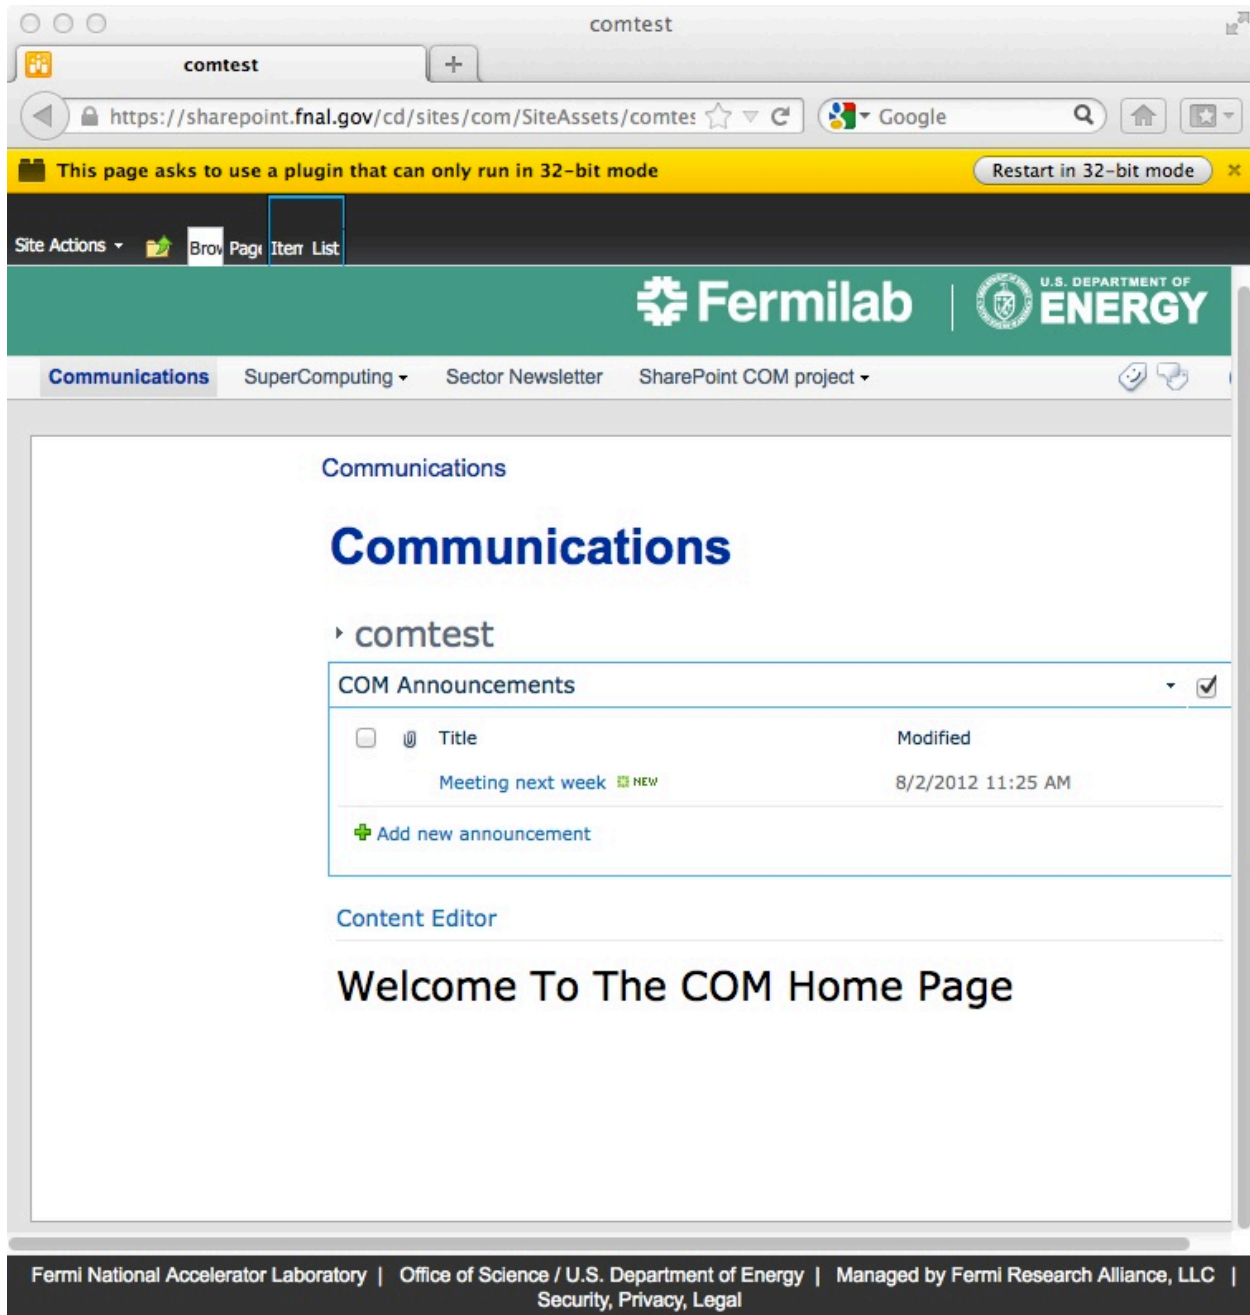 comtest
comtest
https://sharepoint.fnal.gov/cd/sites/com/SiteAssets/comtes
Google
This page asks to use a plugin that can only run in 32-bit mode
Restart in 32-bit mode
Site Actions Brow Page Item List
Fermilab | U.S. DEPARTMENT OF
ENERGY
Communications SuperComputing Sector Newsletter SharePoint COM project
Communications
Communications
comtest
COM Announcements
Title Modified
Meeting next week NEW 8/2/2012 11:25 AM
Add new announcement
Content Editor
Welcome To The COM Home Page
Fermi National Accelerator Laboratory | Office of Science / U.S. Department of Energy | Managed by Fermi Research Alliance, LLC |
Security, Privacy, Legal